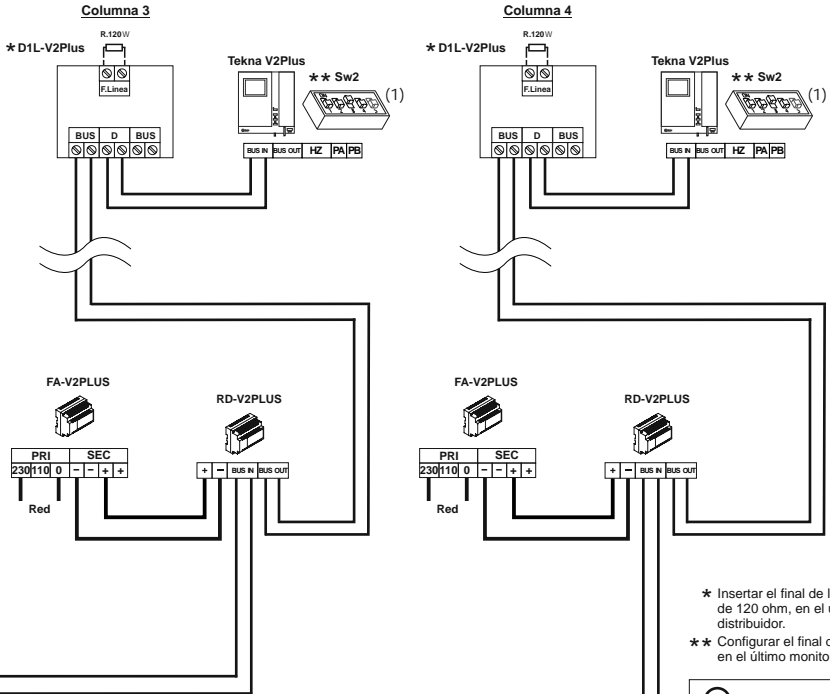 Columna 3
R.120W
* D1L-V2Plus
F.Linea
BUS D BUS
Tekna V2Plus
** Sw2
(1)
BUS IN BUS OUT HZ PA PB
FA-V2PLUS
PRI SEC
230 110 0 - - + +
Red
RD-V2PLUS
+ - BUS IN BUS OUT
Columna 4
R.120W
* D1L-V2Plus
F.Linea
BUS D BUS
Tekna V2Plus
** Sw2
(1)
BUS IN BUS OUT HZ PA PB
FA-V2PLUS
PRI SEC
230 110 0 - - + +
Red
RD-V2PLUS
+ - BUS IN BUS OUT
* Insertar el final de
de 120 ohm, en el
distribuidor.
** Configurar el final
en el último